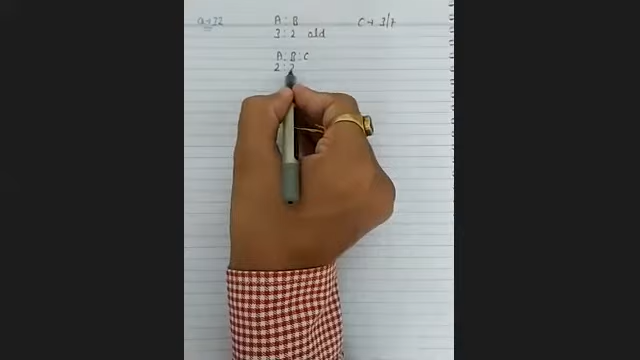 Q → 32
A : B
C → 3/7
3 : 2 old
A : B : C
2 : 2